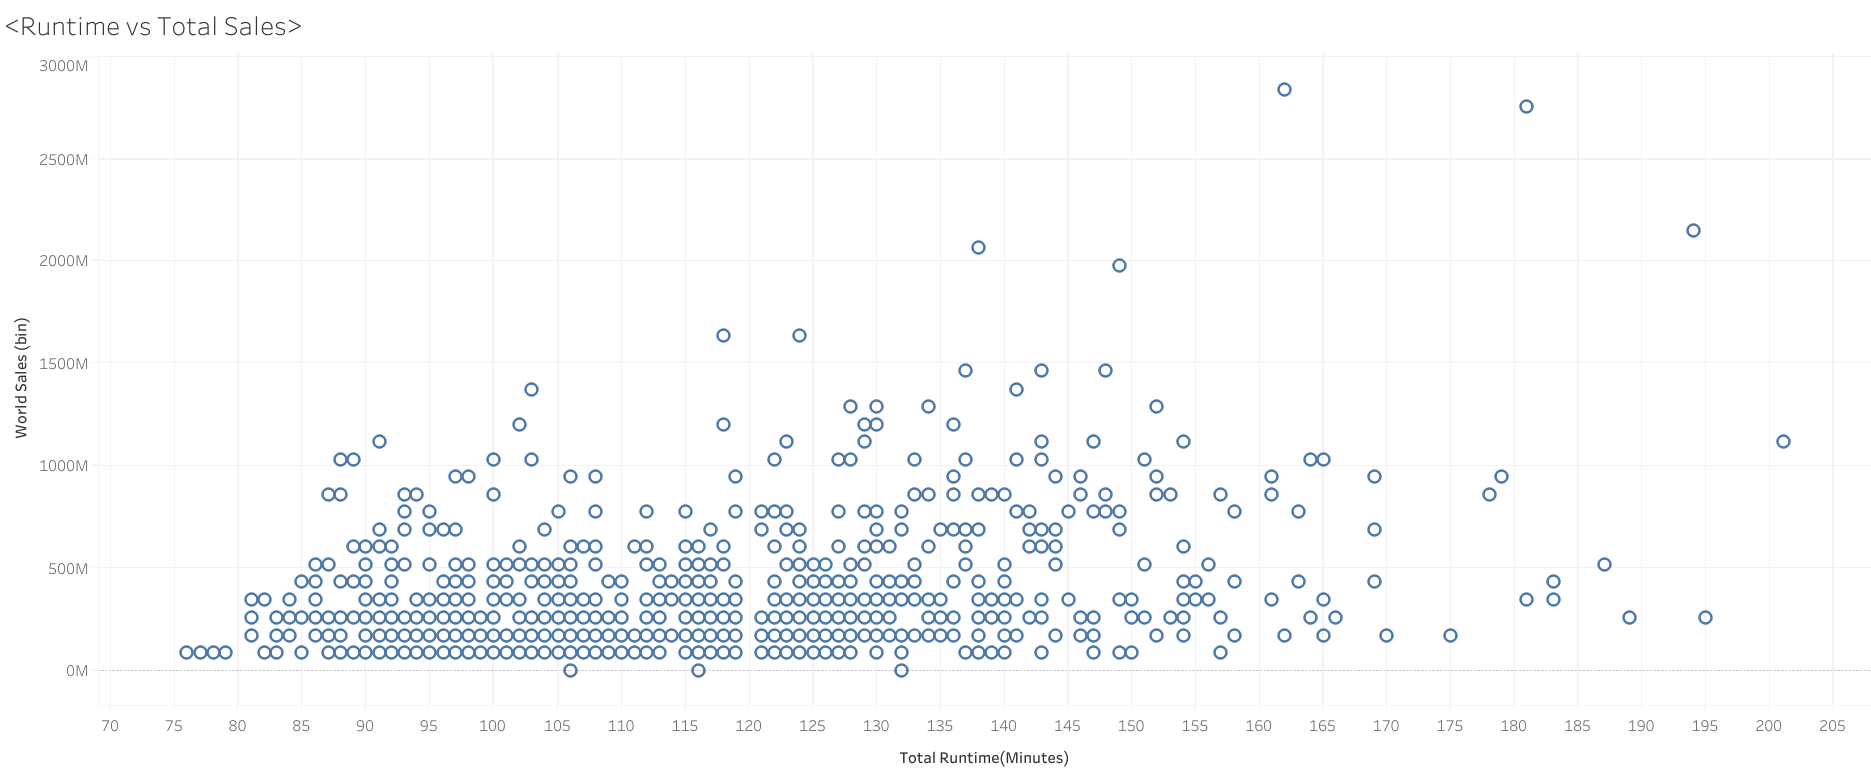 <Runtime vs Total Sales>
3000M
2500M
2000M
1500M
1000M
500M
0M
World Sales (bin)
70 75 80 85 90 95 100 105 110 115 120 125 130 135 140 145 150 155 160 165 170 175 180 185 190 195 200 205
Total Runtime(Minutes)